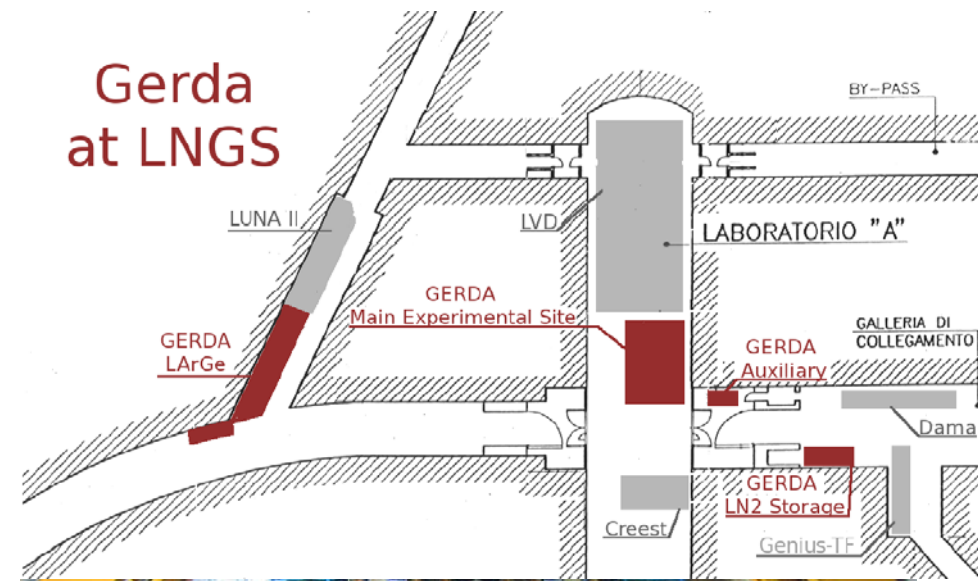 Gerda
at LNGS
BY-PASS
LUNA II
LVD
LABORATORIO "A"
GERDA
Main Experimental Site
GALLERIA DI
COLLEGAMENTO
GERDA
LArGe
GERDA
Auxiliary
Dama
GERDA
LN2 Storage
Creest
Genius-TF